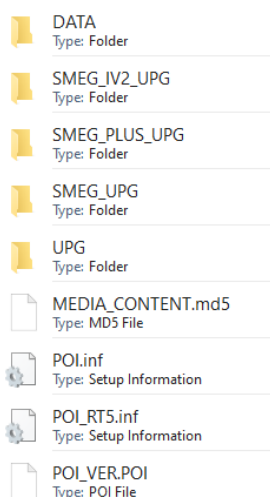 DATA
Type: Folder
SMEG_IV2_UPG
Type: Folder
SMEG_PLUS_UPG
Type: Folder
SMEG_UPG
Type: Folder
UPG
Type: Folder
MEDIA_CONTENT.md5
Type: MD5 File
POI.inf
Type: Setup Information
POI_RT5.inf
Type: Setup Information
POI_VER.POI
Type: POI File